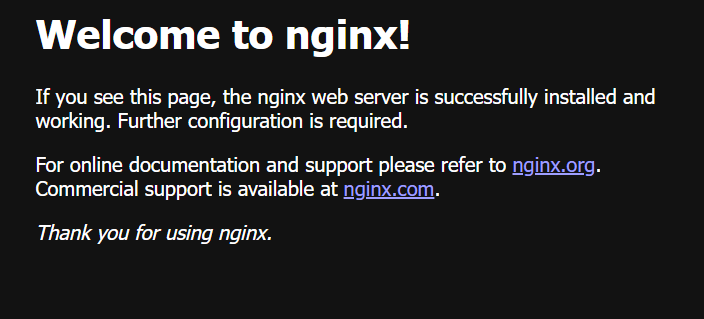 Welcome to nginx!
If you see this page, the nginx web server is successfully installed and
working. Further configuration is required.
For online documentation and support please refer to nginx.org.
Commercial support is available at nginx.com.
Thank you for using nginx.